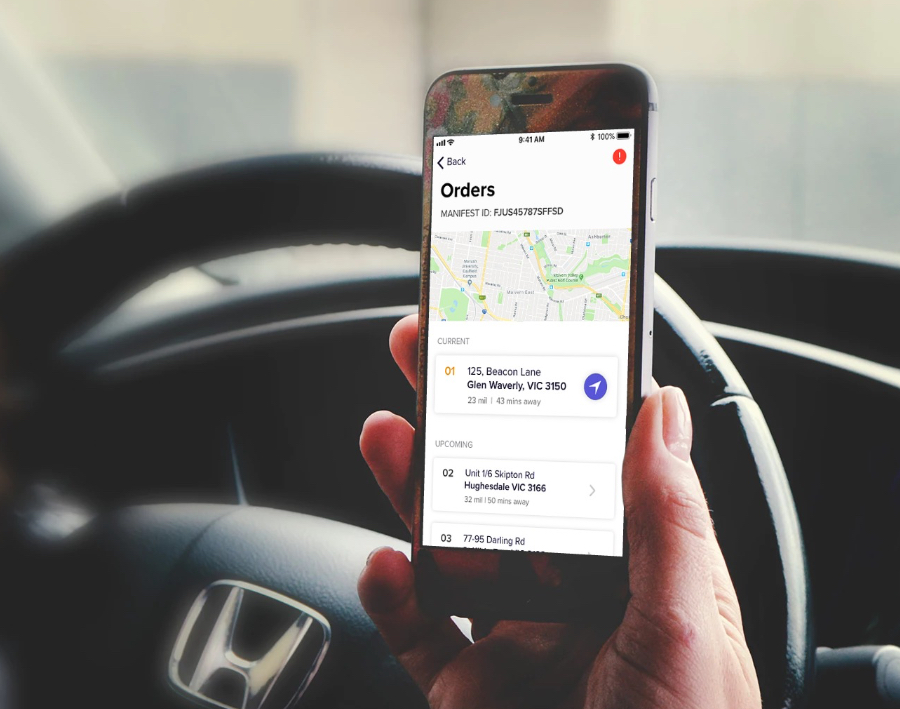 9:41 AM
100%
Back
Orders
MANIFEST ID: FJUS45787SFFSD
Malvern East
CURRENT
01
125, Beacon Lane
Glen Waverly, VIC 3150
23 mil | 43 mins away
UPCOMING
02
Unit 1/6 Skipton Rd
Hughesdale VIC 3166
32 mil | 50 mins away
03
77-95 Darling Rd